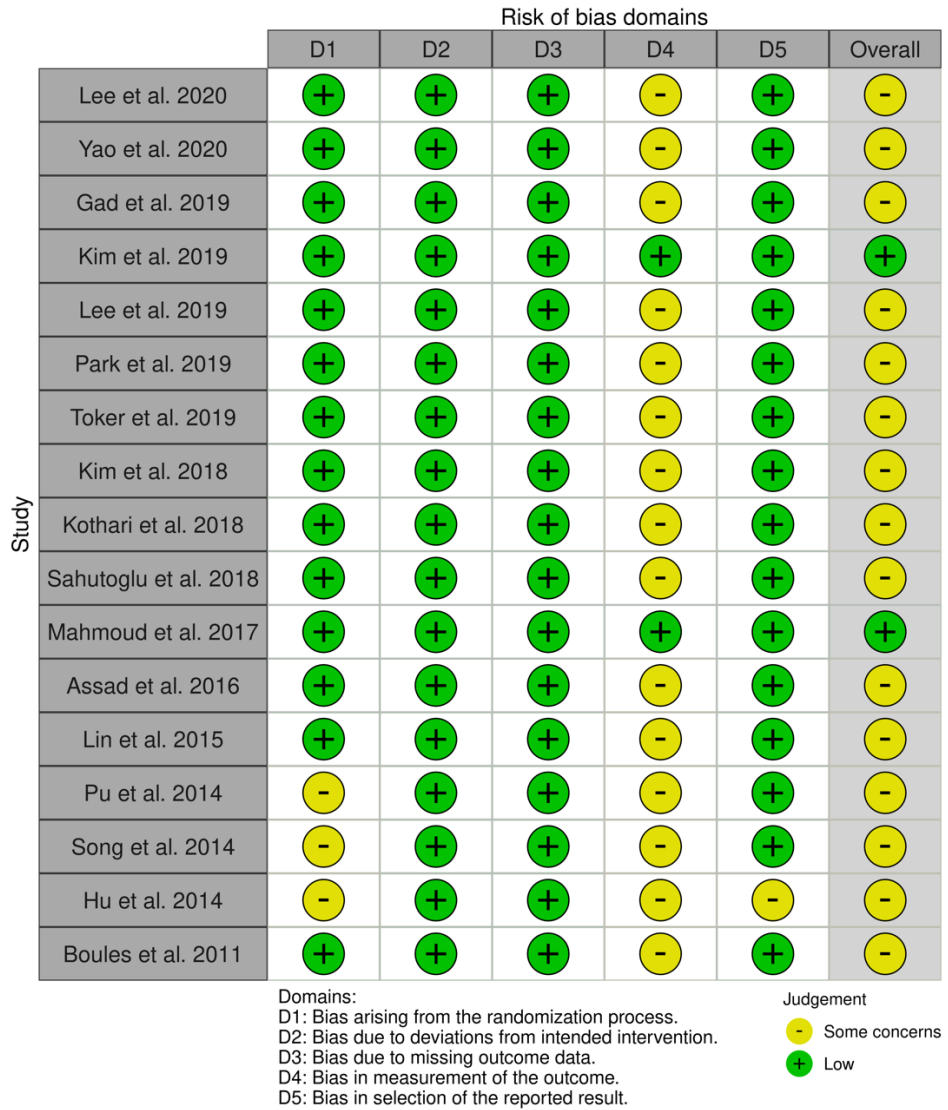 Risk of bias domains
D1 D2 D3 D4 D5 Overall
Study
Lee et al. 2020 + + + - + -
Yao et al. 2020 + + + - + -
Gad et al. 2019 + + + - + -
Kim et al. 2019 + + + + + +
Lee et al. 2019 + + + - + -
Park et al. 2019 + + + - + -
Toker et al. 2019 + + + - + -
Kim et al. 2018 + + + - + -
Kothari et al. 2018 + + + - + -
Sahutoglu et al. 2018 + + + - + -
Mahmoud et al. 2017 + + + + + +
Assad et al. 2016 + + + - + -
Lin et al. 2015 + + + - + -
Pu et al. 2014 - + + - + -
Song et al. 2014 - + + - + -
Hu et al. 2014 - + + - - -
Boules et al. 2011 + + + - + -
Domains:
D1: Bias arising from the randomization process.
D2: Bias due to deviations from intended intervention.
D3: Bias due to missing outcome data.
D4: Bias in measurement of the outcome.
D5: Bias in selection of the reported result.
Judgement
- Some concerns
+ Low